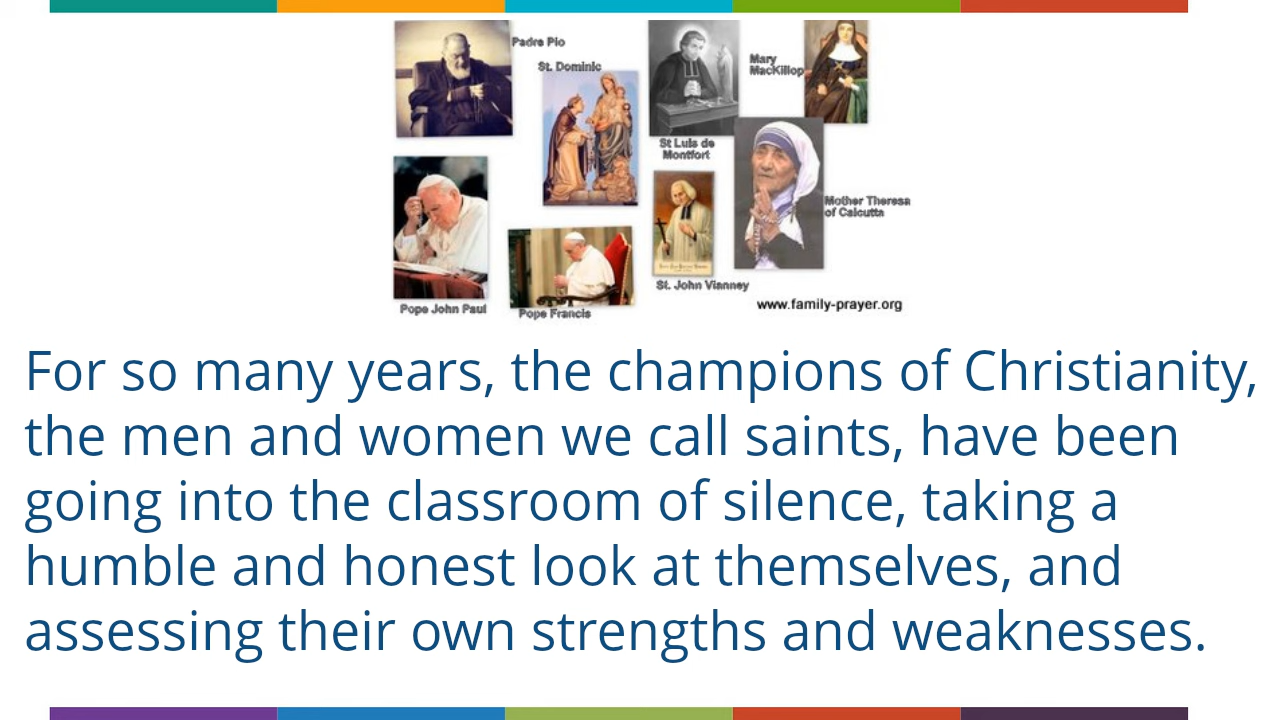 Padre Pio
St. Dominic
Mary
MacKillop
St Luis de
Montfort
Mother Theresa
of Calcutta
St. John Vianney
Pope John Paul
Pope Francis
www.family-prayer.org
For so many years, the champions of Christianity,
the men and women we call saints, have been
going into the classroom of silence, taking a
humble and honest look at themselves, and
assessing their own strengths and weaknesses.